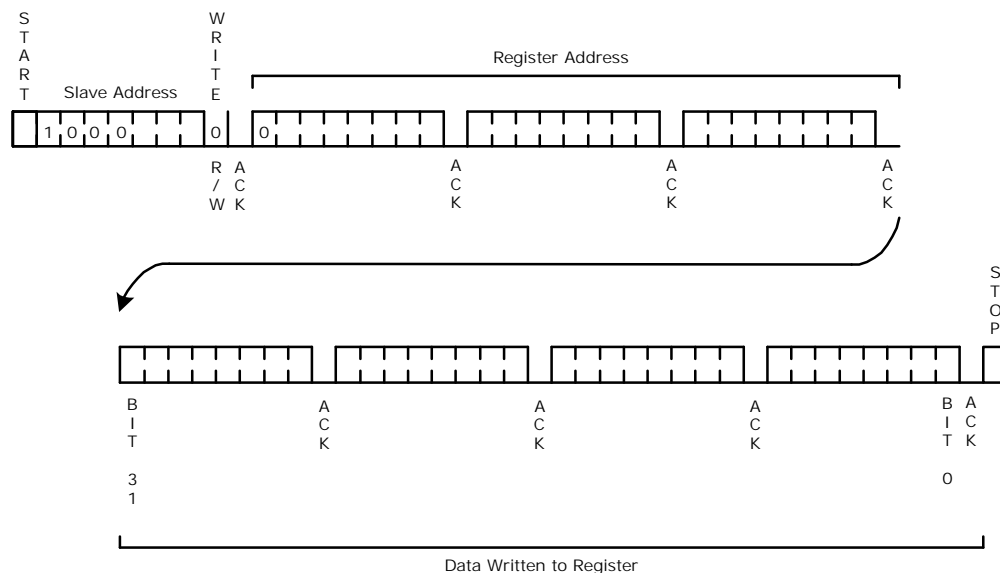 START
WRITE
Register Address
Slave Address
1 0 0 0
0
0
R/W
ACK
ACK
ACK
ACK
STOP
BIT 31
ACK
ACK
ACK
BIT 0
ACK
Data Written to Register